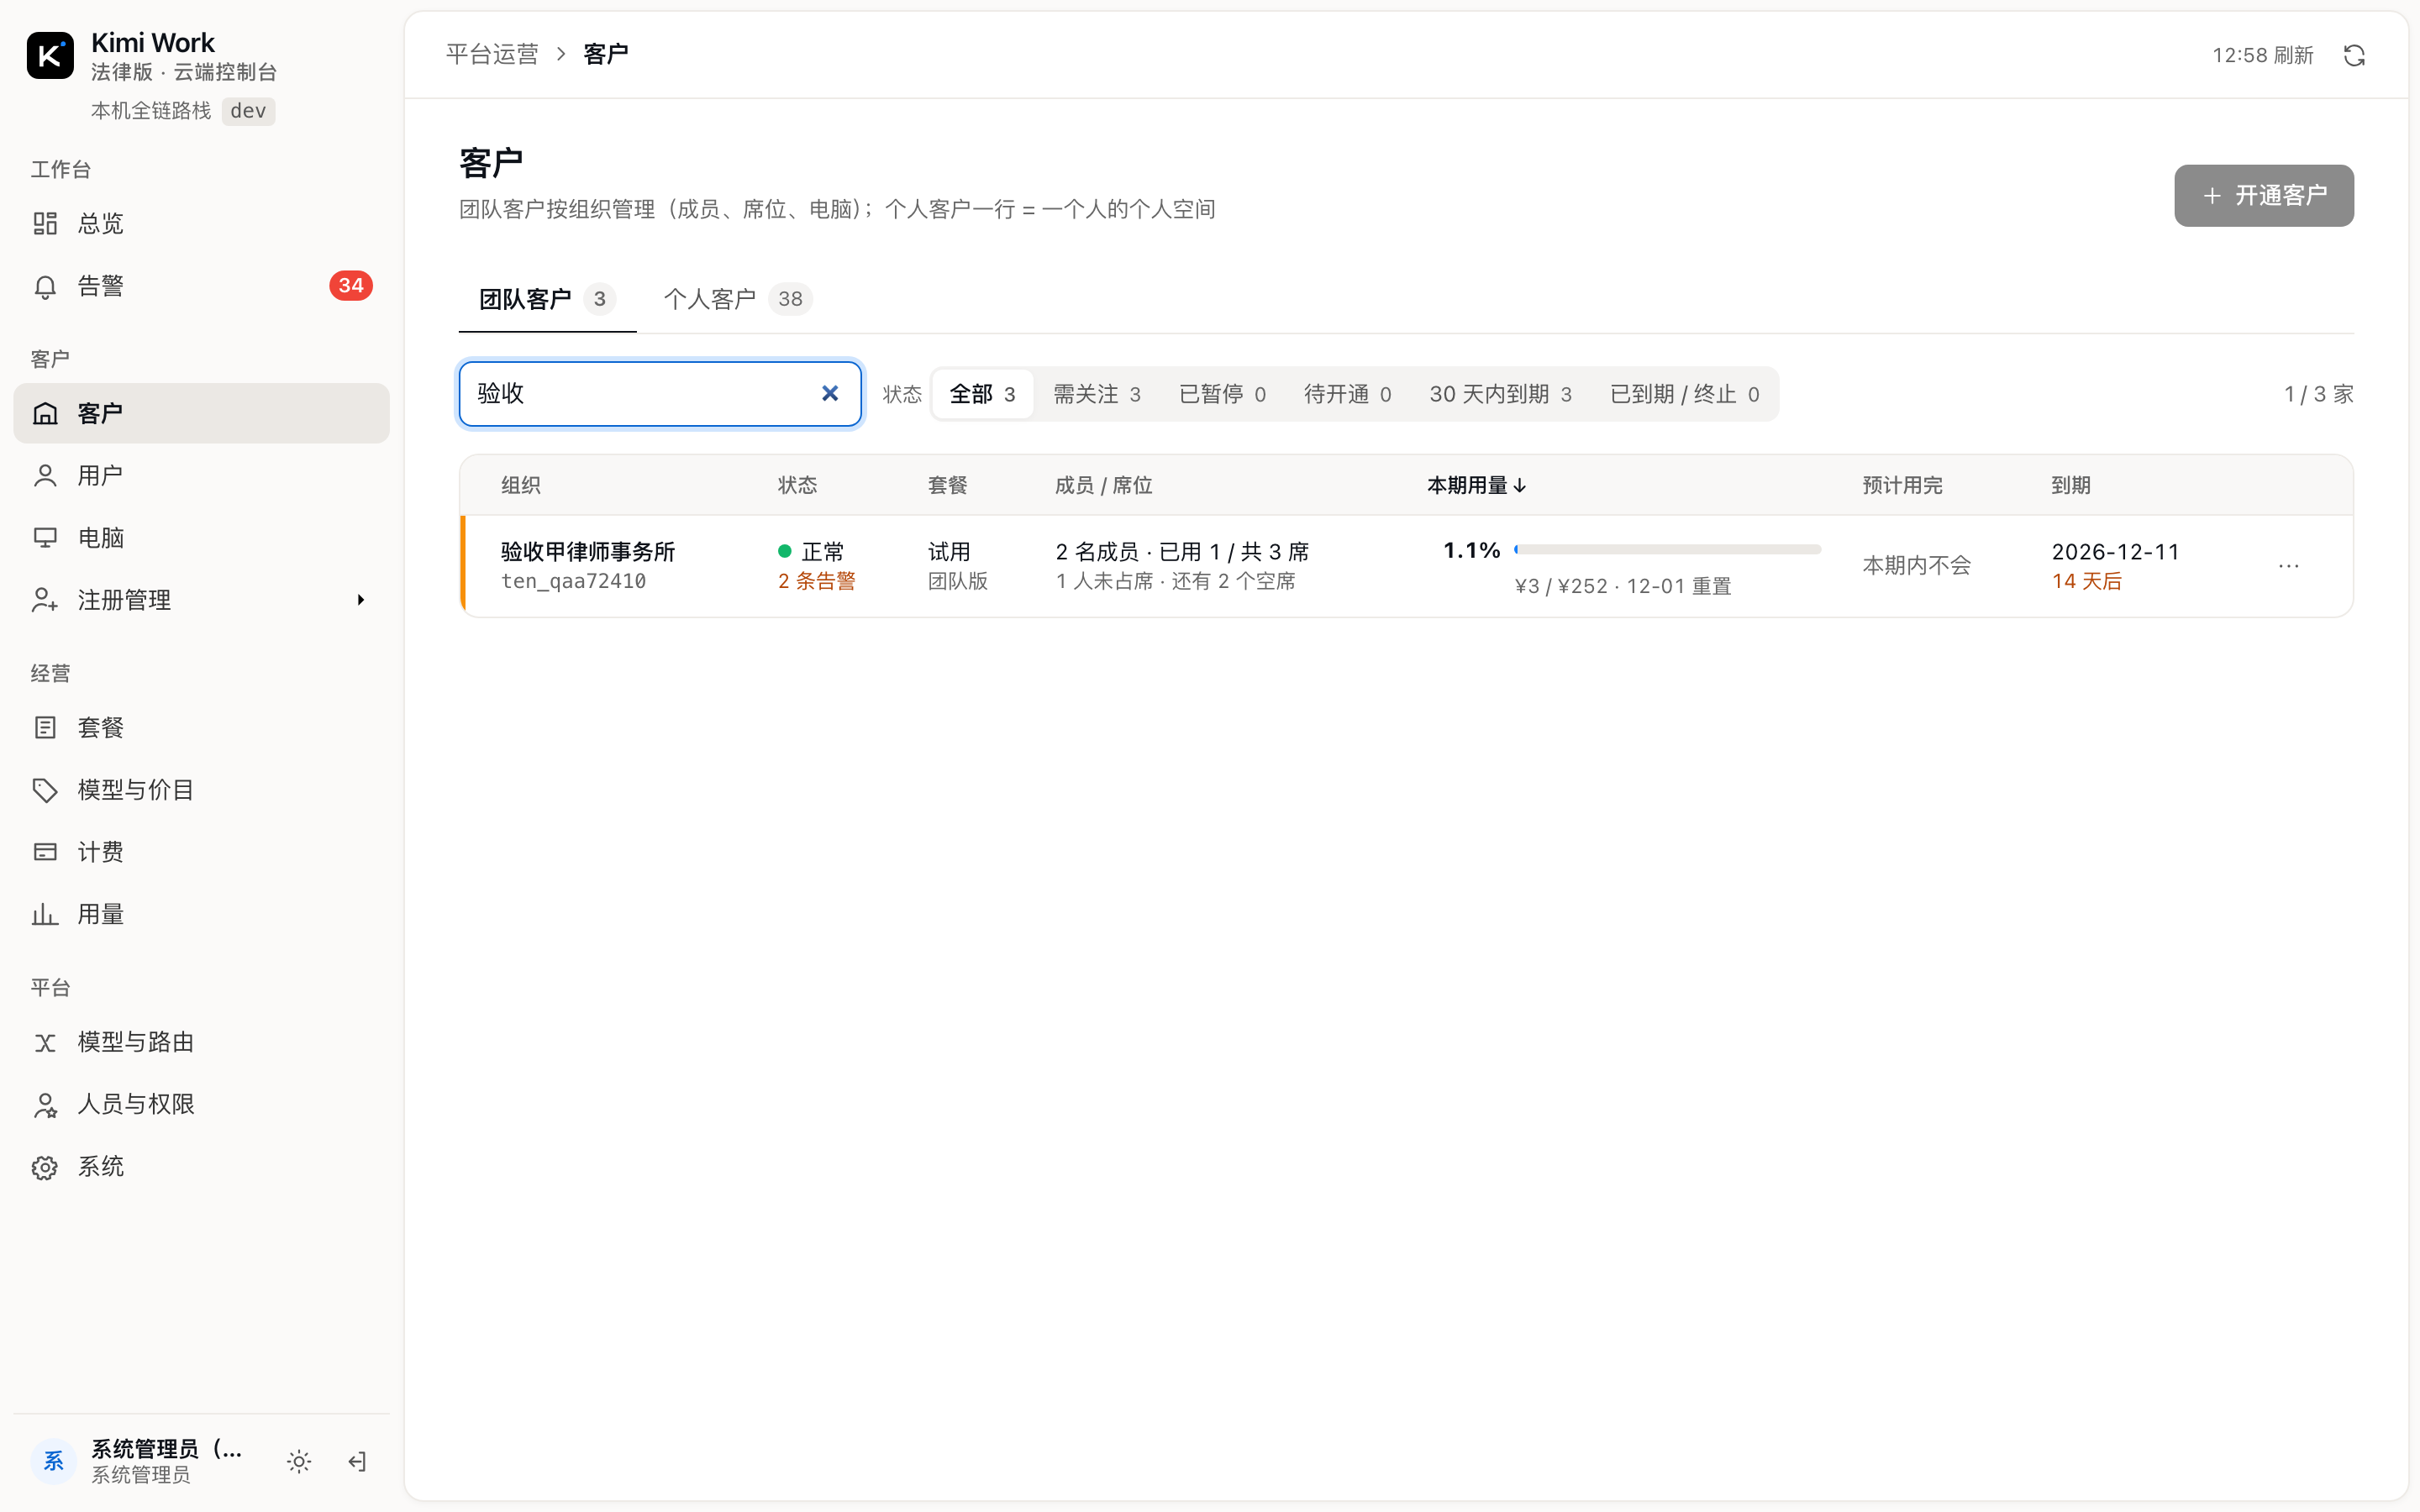 Kimi Work
法律版 · 云端控制台
本机全链路栈 dev
工作台
总览
告警 34
客户
客户
用户
电脑
注册管理
经营
套餐
模型与价目
计费
用量
平台
模型与路由
人员与权限
系统
系 系统管理员（...
系统管理员
平台运营 > 客户
12:58 刷新
客户
团队客户按组织管理（成员、席位、电脑）；个人客户一行 = 一个人的个人空间
+ 开通客户
团队客户 3 个人客户 38
验收
状态 全部 3 需关注 3 已暂停 0 待开通 0 30 天内到期 3 已到期 / 终止 0
1 / 3 家
组织 状态 套餐 成员 / 席位 本期用量 ↓ 预计用完 到期
验收甲律师事务所 正常 试用 2 名成员 · 已用 1 / 共 3 席 1.1% 本期内不会 2026-12-11 ...
ten_qaa72410 2 条告警 团队版 1 人未占席 · 还有 2 个空席 ¥3 / ¥252 · 12-01 重置 14 天后